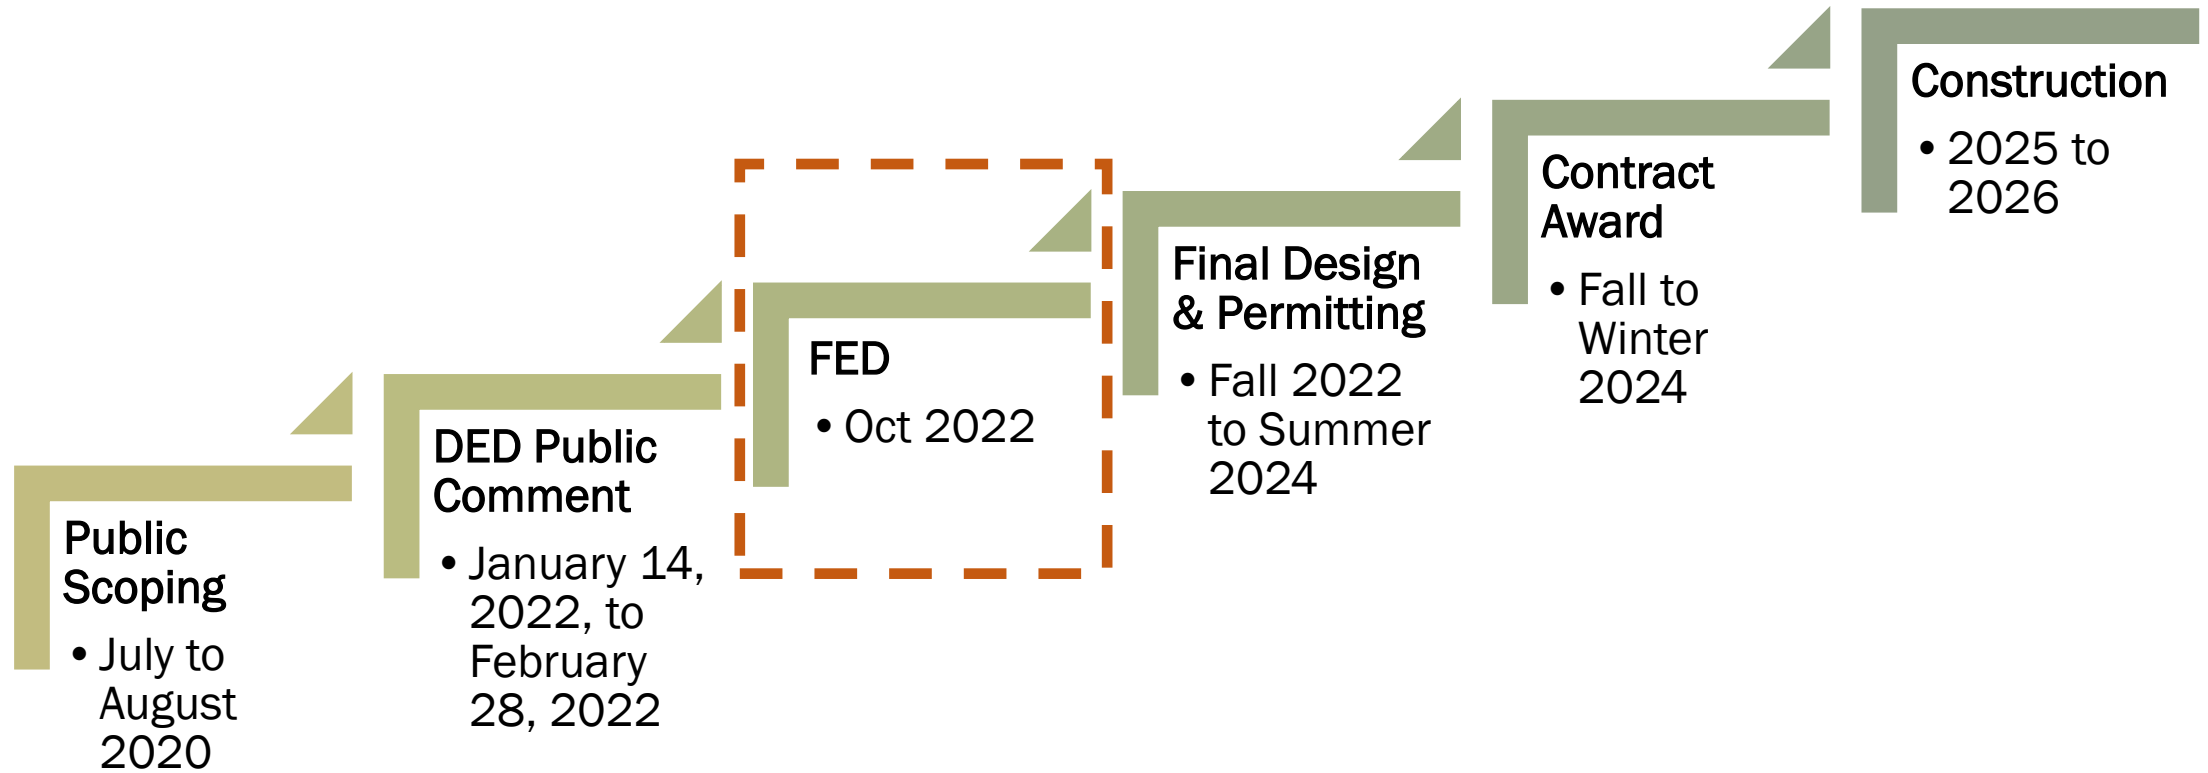 Public
Scoping
• July to
August
2020
DED Public
Comment
• January 14,
2022, to
February
28, 2022
FED
• Oct 2022
Final Design
& Permitting
• Fall 2022
to Summer
2024
Contract
Award
• Fall to
Winter
2024
Construction
• 2025 to
2026